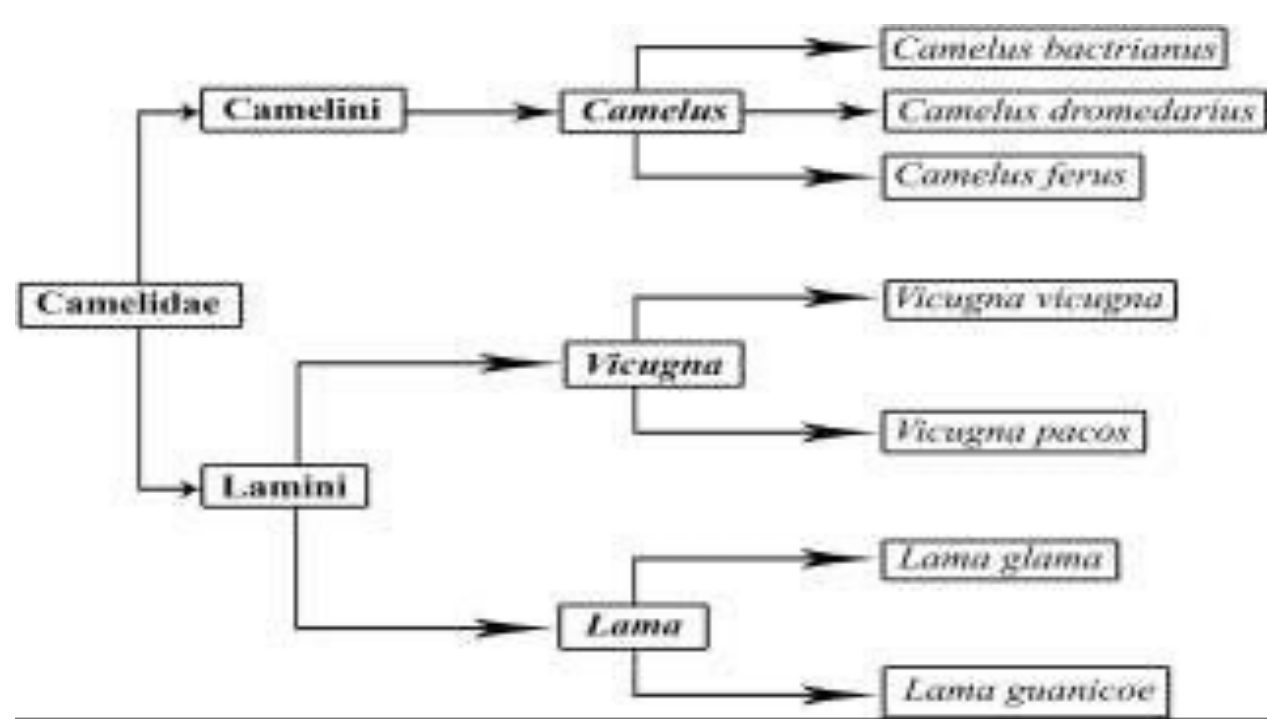 Camelus bactrianus
Camelini
Camelus
Camelus dromedarius
Camelus ferus
Camelidae
Vicugna vicugna
Vicugna
Vicugna pacos
Lamini
Lama glama
Lama
Lama guanicoe